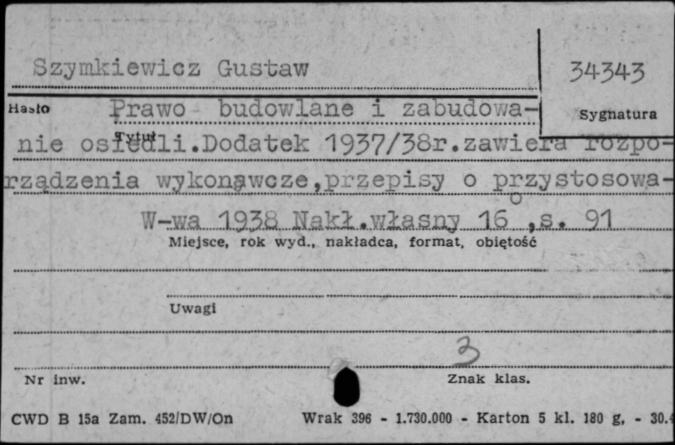 Szymkiewicz Gustaw
34343
Hasło
Prawo budowlane i zabudowa-
Sygnatura
Tytuł
nie osiedli.Dodatek 1937/38r.zawiera rozpo-
rządzenia wykonawcze,przepisy o przystosowa-
W-wa 1938 Nakł.własny 16°,s. 91
Miejsce, rok wyd., nakładca, format, objętość
Uwagi
3
Nr inw.
Znak klas.
CWD B 15a Zam. 452/DW/On
Wrak 396 - 1.730.000 - Karton 5 kl. 180 g, - 30.4